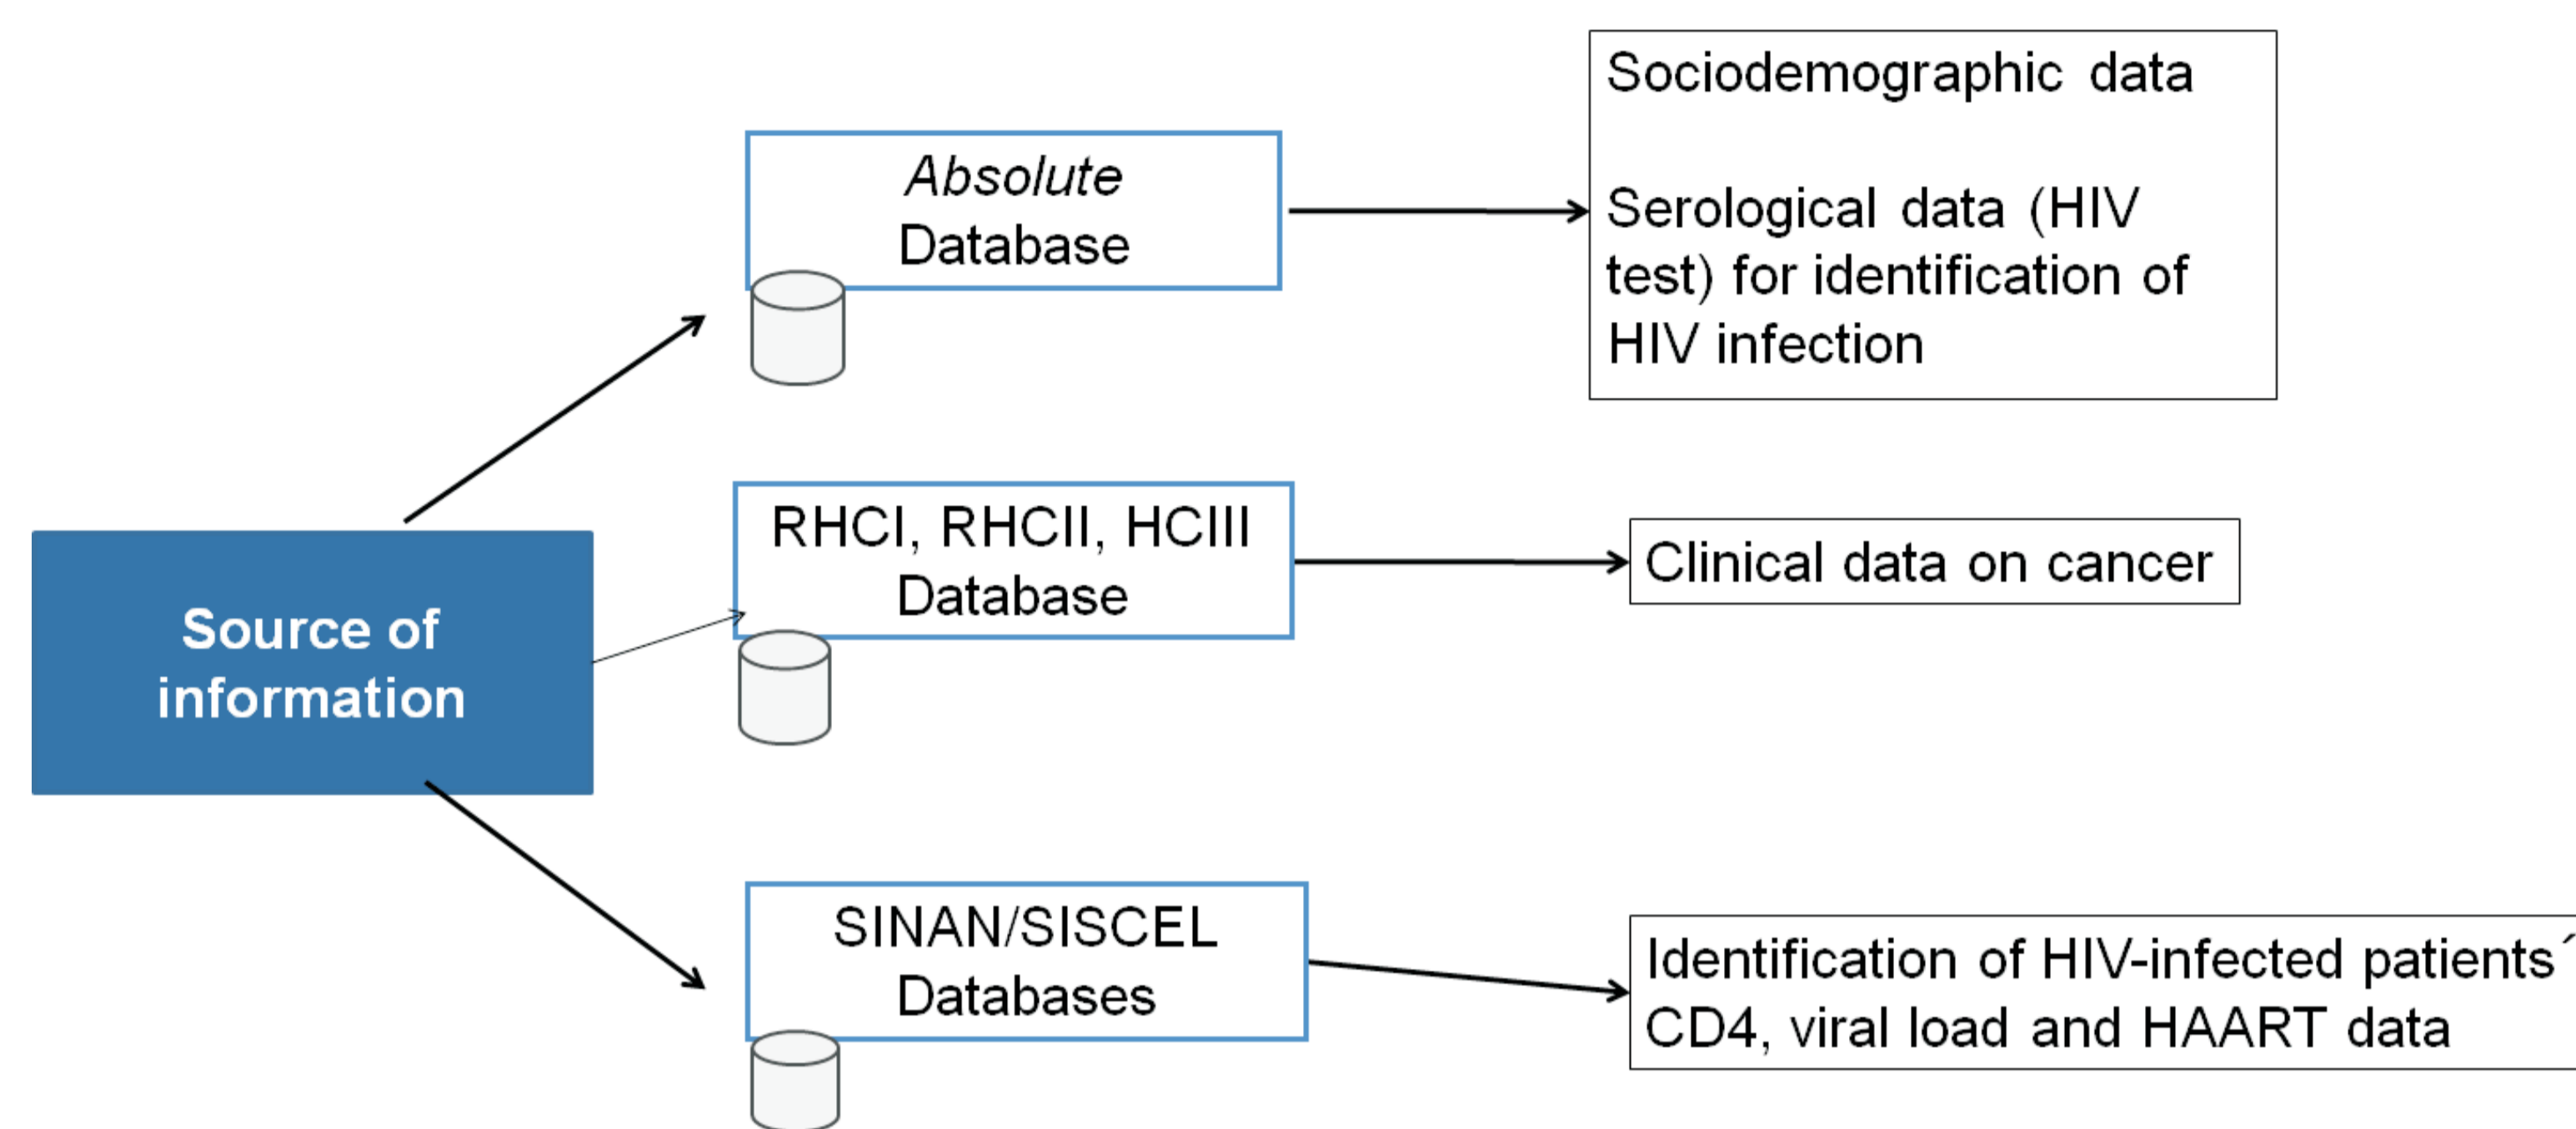 Sociodemographic data
Serological data (HIV
test) for identification of
HIV infection
Absolute
Database
RHCI, RHCII, HCIII
Database
Clinical data on cancer
Source of
information
SINAN/SISCEL
Databases
Identification of HIV-infected patients´
CD4, viral load and HAART data